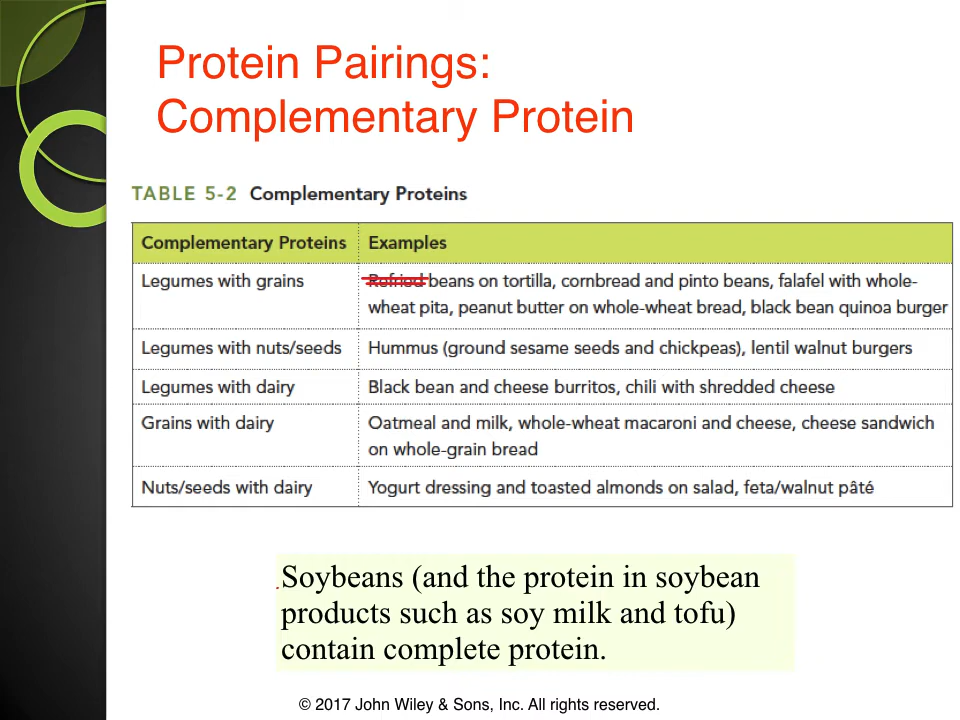 Protein Pairings:
Complementary Protein
TABLE 5-2 Complementary Proteins
Complementary Proteins Examples
Legumes with grains Refried beans on tortilla, cornbread and pinto beans, falafel with whole-
wheat pita, peanut butter on whole-wheat bread, black bean quinoa burger
Legumes with nuts/seeds Hummus (ground sesame seeds and chickpeas), lentil walnut burgers
Legumes with dairy Black bean and cheese burritos, chili with shredded cheese
Grains with dairy Oatmeal and milk, whole-wheat macaroni and cheese, cheese sandwich
on whole-grain bread
Nuts/seeds with dairy Yogurt dressing and toasted almonds on salad, feta/walnut pâté
.Soybeans (and the protein in soybean
products such as soy milk and tofu)
contain complete protein.
© 2017 John Wiley & Sons, Inc. All rights reserved.